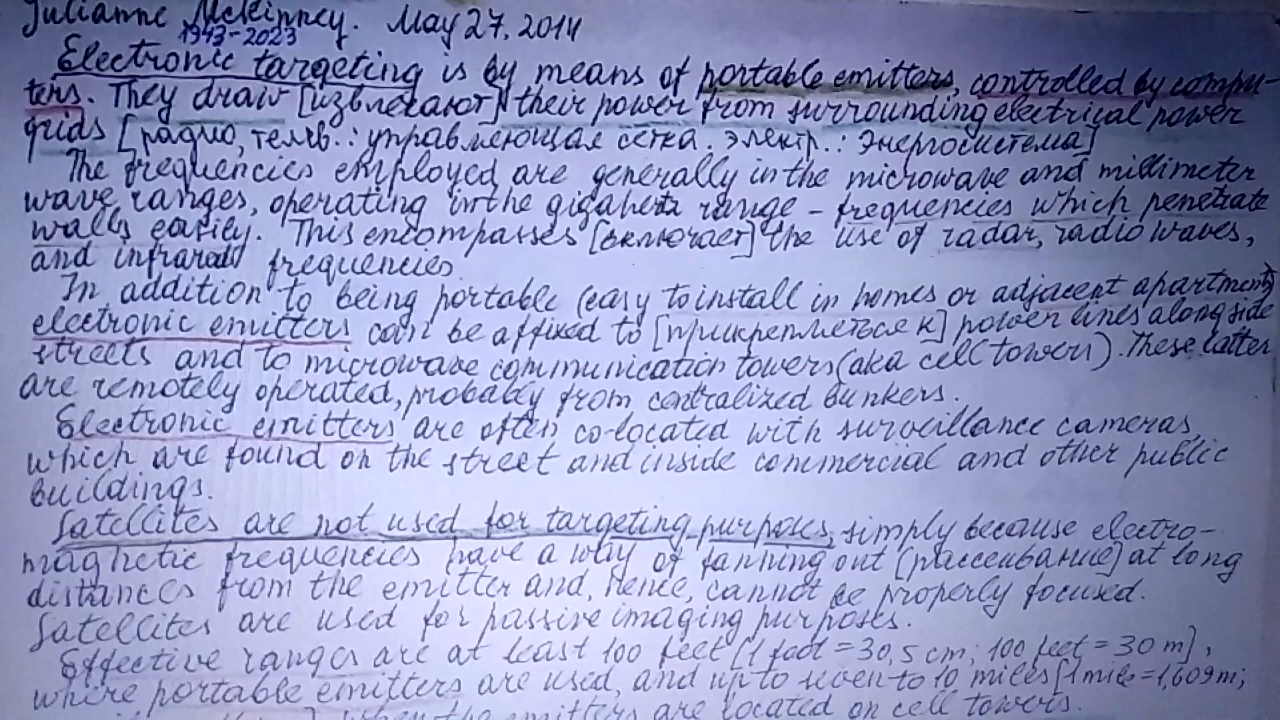 Julianne McKinney. May 27, 2014
1943-2023
Electronic targeting is by means of portable emitters, controlled by compu-
ters. They draw [извлекают] their power from surrounding electrical power
grids [радио, телев.: управляющая сетка. электр.: Энергосистема]
The frequencies employed are generally in the microwave and millimeter
wave ranges, operating in the gigahertz range - frequencies which penetrate
walls easily. This encompasses [включает] the use of radar, radio waves,
and infrared frequencies.
In addition to being portable (easy to install in homes or adjacent apartments)
electronic emitters can be affixed to [прикрепляться к] power lines alongside
streets and to microwave communication towers (aka cell towers). These latter
are remotely operated, probably from centralized bunkers.
Electronic emitters are often co-located with surveillance cameras,
which are found on the street and inside commercial and other public
buildings.
Satellites are not used for targeting purposes, simply because electro-
magnetic frequencies have a way of fanning out [рассеивание] at long
distances from the emitter and, hence, cannot be properly focused.
Satellites are used for passive imaging purposes.
Effective ranges are at least 100 feet [1 foot = 30,5 cm; 100 feet = 30 m],
where portable emitters are used, and up to seven to 10 miles [1 mile = 1,609 m;
when the emitters are located on cell towers.